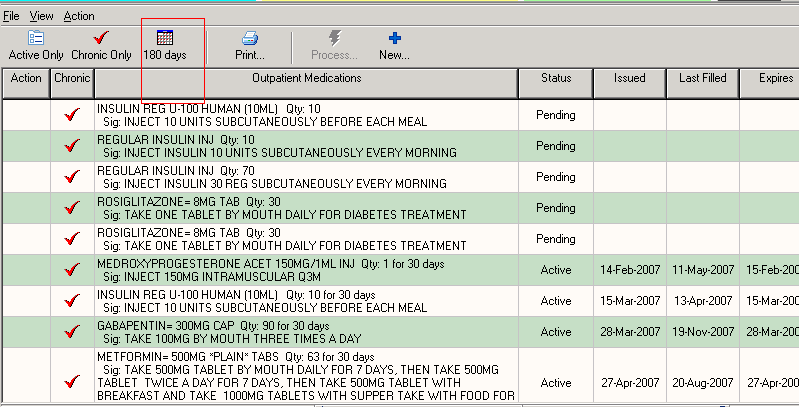 File View Action
Active Only Chronic Only 180 days Print... Process... New...
Action Chronic Outpatient Medications Status Issued Last Filled Expires
INSULIN REG U-100 HUMAN (10ML) Qty: 10
Sig: INJECT 10 UNITS SUBCUTANEOUSLY BEFORE EACH MEAL
Pending
REGULAR INSULIN INJ Qty: 10
Sig: INJECT INSULIN 10 UNITS SUBCUTANEOUSLY EVERY MORNING
Pending
REGULAR INSULIN INJ Qty: 70
Sig: INJECT INSULIN 30 REG SUBCUTANEOUSLY EVERY MORNING
Pending
ROSIGLITAZONE= 8MG TAB Qty: 30
Sig: TAKE ONE TABLET BY MOUTH DAILY FOR DIABETES TREATMENT
Pending
ROSIGLITAZONE= 8MG TAB Qty: 30
Sig: TAKE ONE TABLET BY MOUTH DAILY FOR DIABETES TREATMENT
Pending
MEDROXYPROGESTERONE ACET 150MG/1ML INJ Qty: 1 for 30 days
Sig: INJECT 150MG INTRAMUSCULAR Q3M
Active 14-Feb-2007 11-May-2007 15-Feb-200
INSULIN REG U-100 HUMAN (10ML) Qty: 10 for 30 days
Sig: INJECT 10 UNITS SUBCUTANEOUSLY BEFORE EACH MEAL
Active 15-Mar-2007 13-Apr-2007 15-Mar-200
GABAPENTIN= 300MG CAP Qty: 90 for 30 days
Sig: TAKE 100MG BY MOUTH THREE TIMES A DAY
Active 28-Mar-2007 19-Nov-2007 28-Mar-200
METFORMIN= 500MG *PLAIN* TABS Qty: 63 for 30 days
Sig: TAKE 500MG TABLET BY MOUTH DAILY FOR 7 DAYS, THEN TAKE 500MG
TABLET TWICE A DAY FOR 7 DAYS, THEN TAKE 500MG TABLET WITH
BREAKFAST AND TAKE 1000MG TABLETS WITH SUPPER TAKE WITH FOOD FOR
Active 27-Apr-2007 20-Aug-2007 27-Apr-200